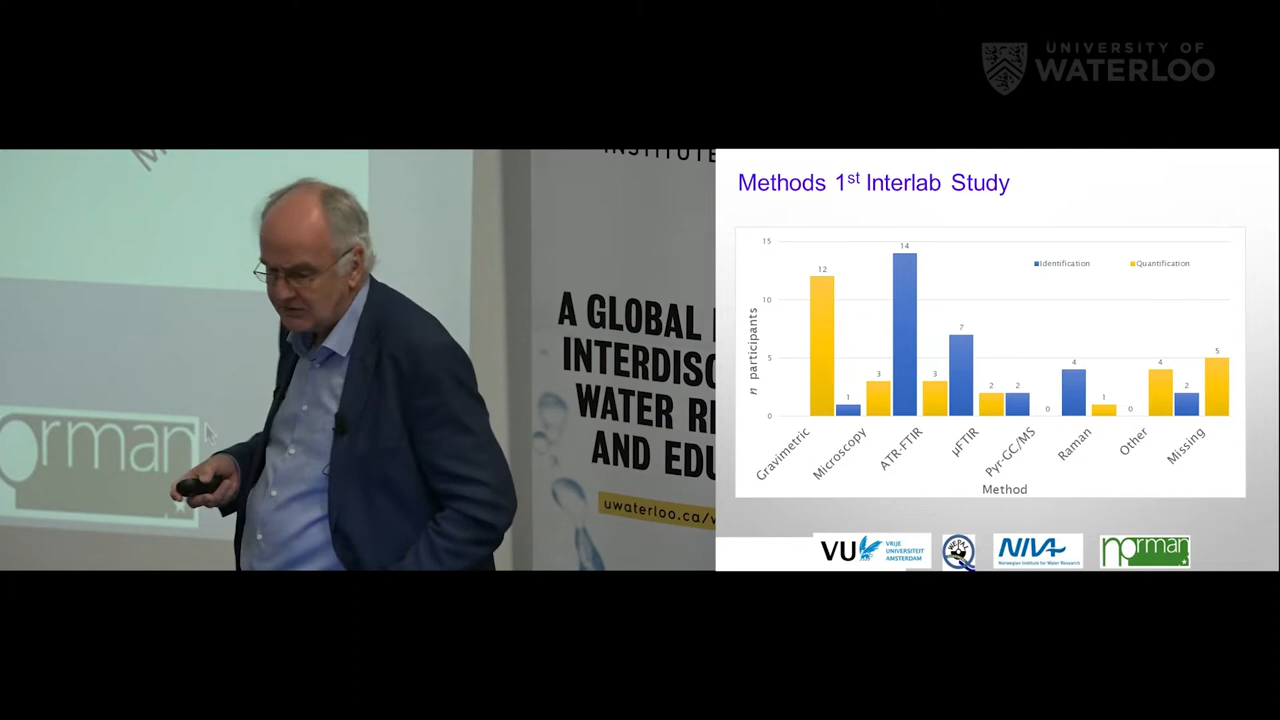 UNIVERSITY OF
WATERLOO
INSTITUTE
A GLOBAL
INTERDISC
WATER R
AND EDU
uwaterloo.ca/
M
norman
Methods 1st Interlab Study
15
10
5
0
n participants
Identification
Quantification
12
1
3
14
3
7
2
2
0
4
1
0
4
2
5
Gravimetric
Microscopy
ATR-FTIR
µFTIR
Pyr-GC/MS
Raman
Other
Missing
Method
VU
VRIJE
UNIVERSITEIT
AMSTERDAM
WEPAL
NIVA
Norwegian Institute for Water Research
norman